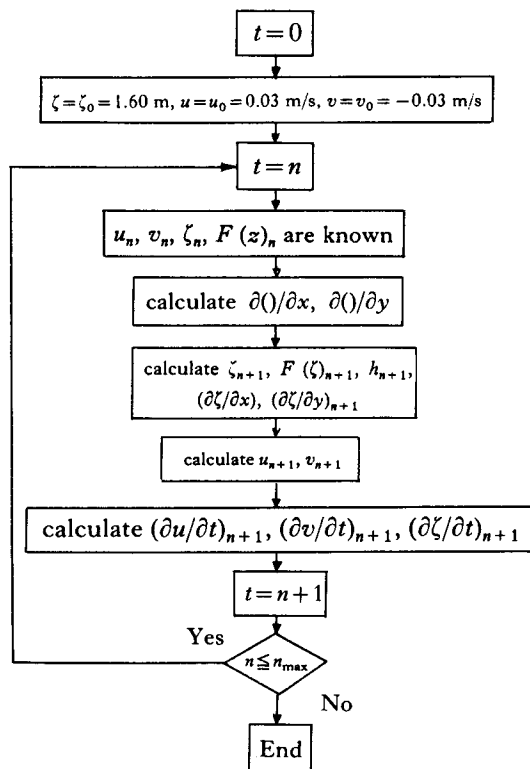 t=0
ζ=ζ₀=1.60 m, u=u₀=0.03 m/s, v=v₀=−0.03 m/s
t=n
uₙ, vₙ, ζₙ, F (z)ₙ are known
calculate ∂()/∂x, ∂()/∂y
calculate ζₙ₊₁, F (ζ)ₙ₊₁, hₙ₊₁,
(∂ζ/∂x), (∂ζ/∂y)ₙ₊₁
calculate uₙ₊₁, vₙ₊₁
calculate (∂u/∂t)ₙ₊₁, (∂v/∂t)ₙ₊₁, (∂ζ/∂t)ₙ₊₁
t=n+1
Yes
n≦n_max
No
End